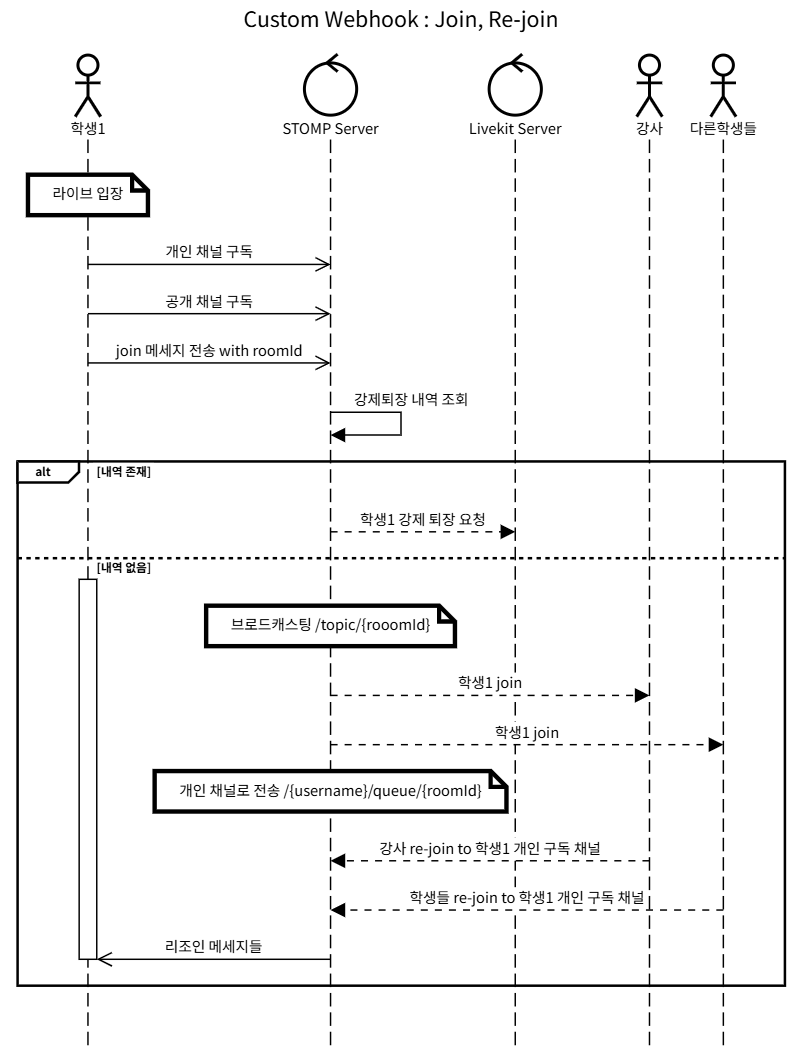 Custom Webhook : Join, Re-join
학생1
STOMP Server
Livekit Server
강사
다른학생들
라이브 입장
개인 채널 구독
공개 채널 구독
join 메세지 전송 with roomId
강제퇴장 내역 조회
alt
[내역 존재]
학생1 강제 퇴장 요청
[내역 없음]
브로드캐스팅 /topic/{rooomId}
학생1 join
학생1 join
개인 채널로 전송 /{username}/queue/{roomId}
강사 re-join to 학생1 개인 구독 채널
학생들 re-join to 학생1 개인 구독 채널
리조인 메세지들